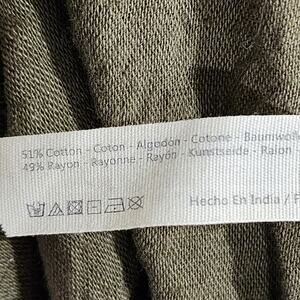 51% Cotton - Coton - Algodón - Cotone - Baumwolle
49% Rayon - Rayonne - Rayón - Kunstseide - Raion
Hecho En India /